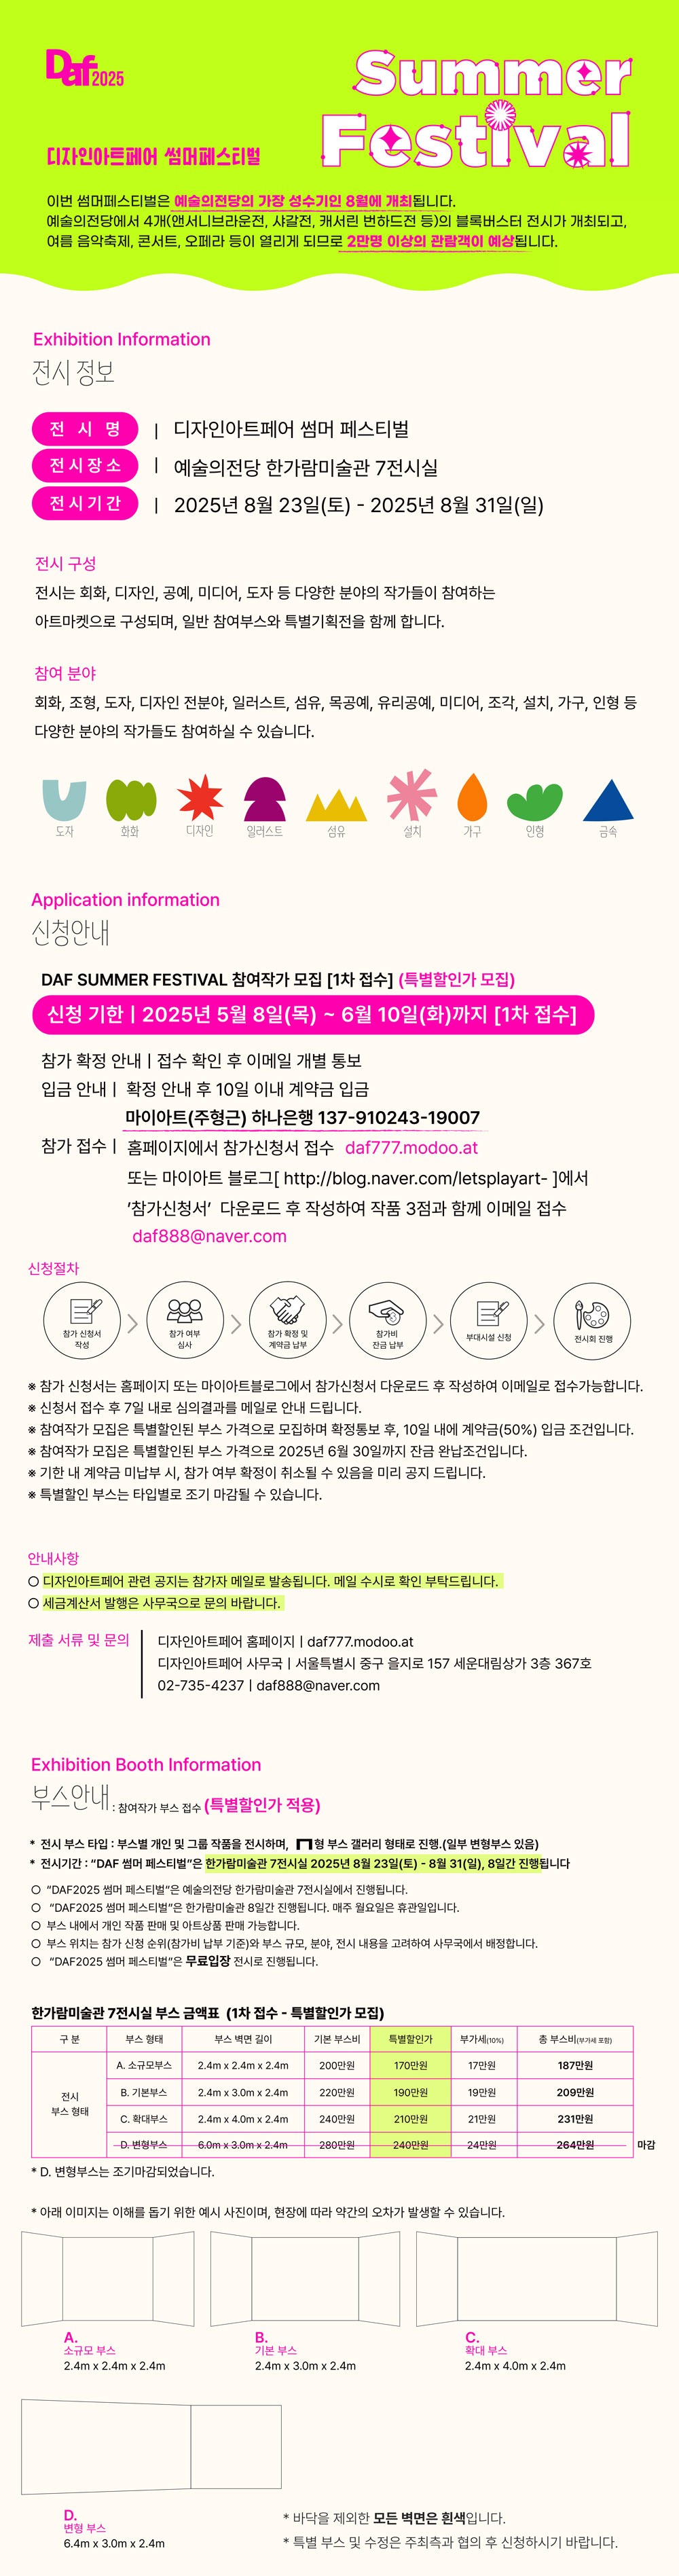 Daf 2025
Summer
Festival
디자인아트페어 썸머페스티벌
이번 썸머페스티벌은 예술의전당의 가장 성수기인 8월에 개최됩니다.
예술의전당에서 4개(앤서니브라운전, 샤갈전, 캐서린 번하드전 등)의 블록버스터 전시가 개최되고,
여름 음악축제, 콘서트, 오페라 등이 열리게 되므로 2만명 이상의 관람객이 예상됩니다.
Exhibition Information
전시 정보
전 시 명 | 디자인아트페어 썸머 페스티벌
전시장소 | 예술의전당 한가람미술관 7전시실
전시기간 | 2025년 8월 23일(토) - 2025년 8월 31일(일)
전시 구성
전시는 회화, 디자인, 공예, 미디어, 도자 등 다양한 분야의 작가들이 참여하는
아트마켓으로 구성되며, 일반 참여부스와 특별기획전을 함께 합니다.
참여 분야
회화, 조형, 도자, 디자인 전분야, 일러스트, 섬유, 목공예, 유리공예, 미디어, 조각, 설치, 가구, 인형 등
다양한 분야의 작가들도 참여하실 수 있습니다.
도자 화화 디자인 일러스트 섬유 설치 가구 인형 금속
Application information
신청안내
DAF SUMMER FESTIVAL 참여작가 모집 [1차 접수] (특별할인가 모집)
신청 기한 | 2025년 5월 8일(목) ~ 6월 10일(화)까지 [1차 접수]
참가 확정 안내 | 접수 확인 후 이메일 개별 통보
입금 안내 | 확정 안내 후 10일 이내 계약금 입금
마이아트(주형근) 하나은행 137-910243-19007
참가 접수 | 홈페이지에서 참가신청서 접수 daf777.modoo.at
또는 마이아트 블로그[ http://blog.naver.com/letsplayart- ]에서
'참가신청서' 다운로드 후 작성하여 작품 3점과 함께 이메일 접수
daf888@naver.com
신청절차
참가 신청서 작성 > 참가 여부 심사 > 참가 확정 및 계약금 납부 > 참가비 잔금 납부 > 부대시설 신청 > 전시회 진행
※ 참가 신청서는 홈페이지 또는 마이아트블로그에서 참가신청서 다운로드 후 작성하여 이메일로 접수가능합니다.
※ 신청서 접수 후 7일 내로 심의결과를 메일로 안내 드립니다.
※ 참여작가 모집은 특별할인된 부스 가격으로 모집하며 확정통보 후, 10일 내에 계약금(50%) 입금 조건입니다.
※ 참여작가 모집은 특별할인된 부스 가격으로 2025년 6월 30일까지 잔금 완납조건입니다.
※ 기한 내 계약금 미납부 시, 참가 여부 확정이 취소될 수 있음을 미리 공지 드립니다.
※ 특별할인 부스는 타입별로 조기 마감될 수 있습니다.
안내사항
○ 디자인아트페어 관련 공지는 참가자 메일로 발송됩니다. 메일 수시로 확인 부탁드립니다.
○ 세금계산서 발행은 사무국으로 문의 바랍니다.
제출 서류 및 문의
디자인아트페어 홈페이지 | daf777.modoo.at
디자인아트페어 사무국 | 서울특별시 중구 을지로 157 세운대림상가 3층 367호
02-735-4237 | daf888@naver.com
Exhibition Booth Information
부스안내 : 참여작가 부스 접수 (특별할인가 적용)
* 전시 부스 타입 : 부스별 개인 및 그룹 작품을 전시하며, 형 부스 갤러리 형태로 진행.(일부 변형부스 있음)
* 전시기간 : "DAF 썸머 페스티벌"은 한가람미술관 7전시실 2025년 8월 23일(토) - 8월 31(일), 8일간 진행됩니다
○ "DAF2025 썸머 페스티벌"은 예술의전당 한가람미술관 7전시실에서 진행됩니다.
○ "DAF2025 썸머 페스티벌"은 한가람미술관 8일간 진행됩니다. 매주 월요일은 휴관일입니다.
○ 부스 내에서 개인 작품 판매 및 아트상품 판매 가능합니다.
○ 부스 위치는 참가 신청 순위(참가비 납부 기준)와 부스 규모, 분야, 전시 내용을 고려하여 사무국에서 배정합니다.
○ "DAF2025 썸머 페스티벌"은 무료입장 전시로 진행됩니다.
한가람미술관 7전시실 부스 금액표 (1차 접수 - 특별할인가 모집)
구 분 부스 형태 부스 벽면 길이 기본 부스비 특별할인가 부가세(10%) 총 부스비(부가세 포함)
전시 부스 형태
A. 소규모부스 2.4m x 2.4m x 2.4m 200만원 170만원 17만원 187만원
B. 기본부스 2.4m x 3.0m x 2.4m 220만원 190만원 19만원 209만원
C. 확대부스 2.4m x 4.0m x 2.4m 240만원 210만원 21만원 231만원
D. 변형부스 6.0m x 3.0m x 2.4m 280만원 240만원 24만원 264만원 마감
* D. 변형부스는 조기마감되었습니다.
* 아래 이미지는 이해를 돕기 위한 예시 사진이며, 현장에 따라 약간의 오차가 발생할 수 있습니다.
A. B. C.
소규모 부스 기본 부스 확대 부스
2.4m x 2.4m x 2.4m 2.4m x 3.0m x 2.4m 2.4m x 4.0m x 2.4m
D.
변형 부스
6.4m x 3.0m x 2.4m
* 바닥을 제외한 모든 벽면은 흰색입니다.
* 특별 부스 및 수정은 주최측과 협의 후 신청하시기 바랍니다.